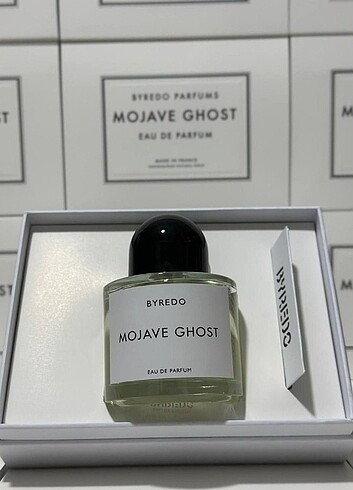 BYREDO PARFUMS
MOJAVE GHOST
EAU DE PARFUM
MADE IN FRANCE
BYREDO
MOJAVE GHOST
EAU DE PARFUM
BYREDO